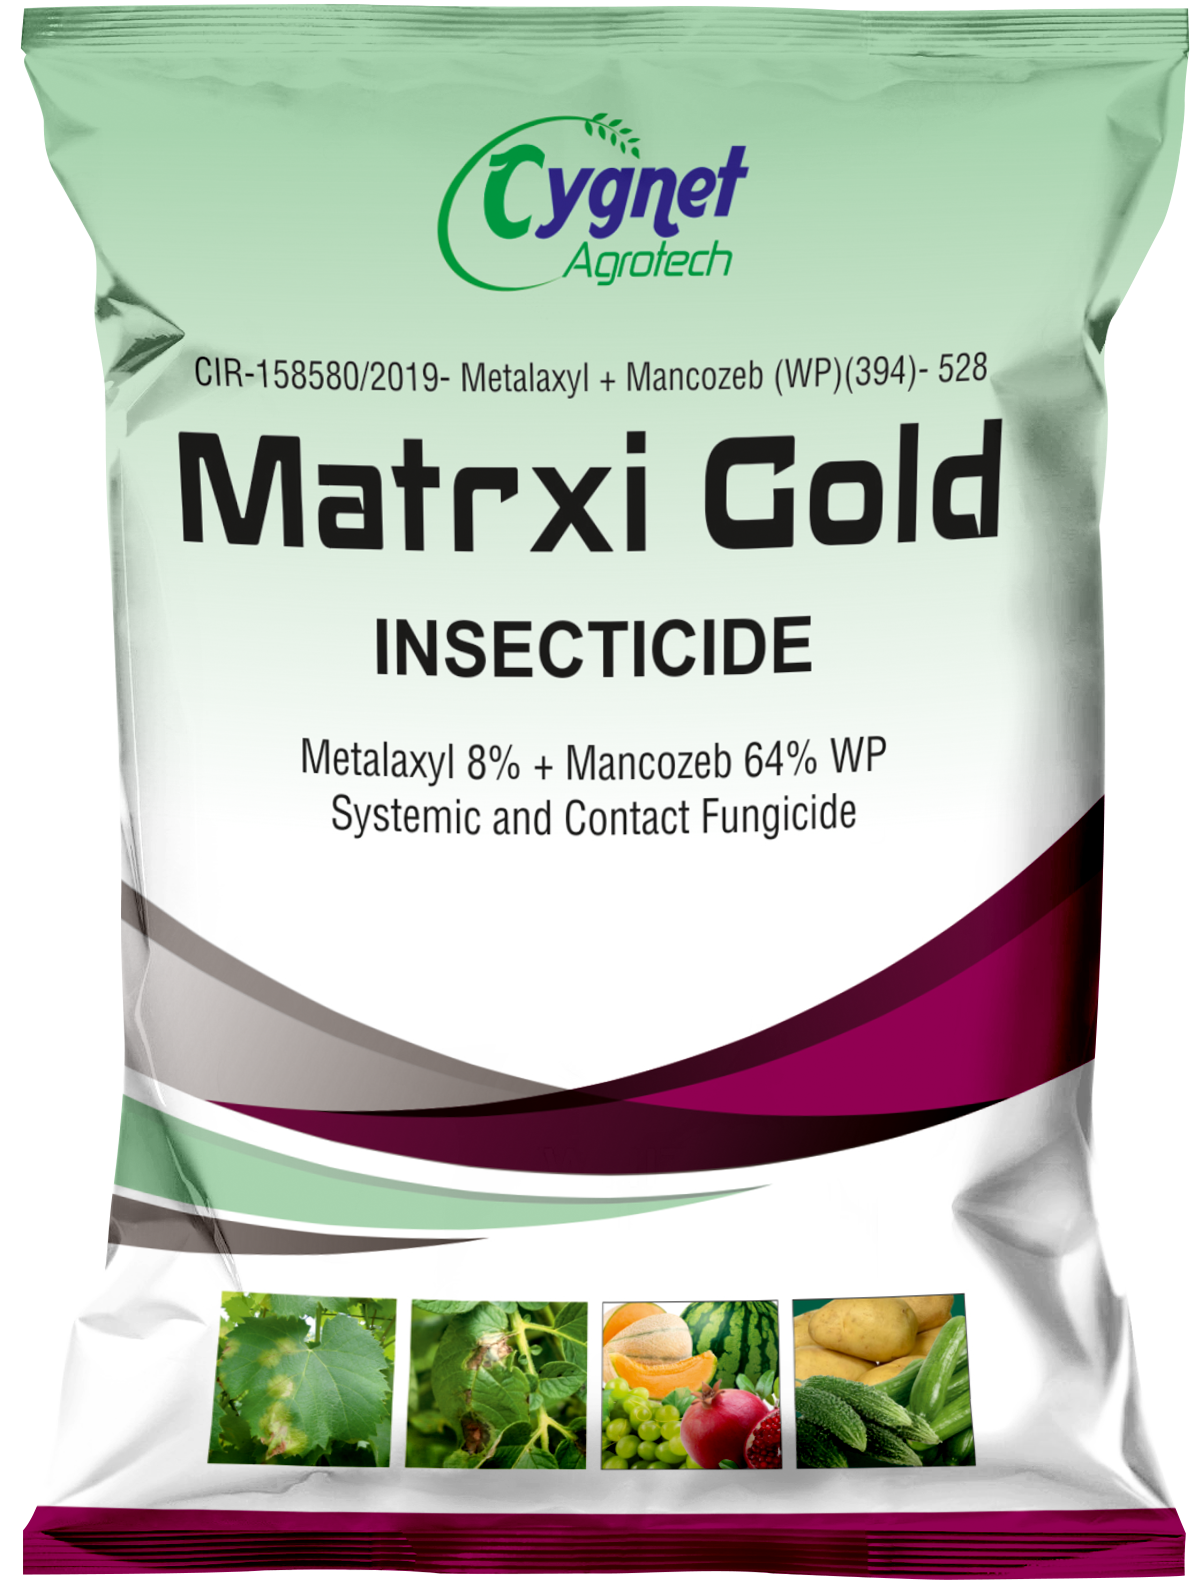 Cygnet
Agrotech
CIR-158580/2019- Metalaxyl + Mancozeb (WP)(394)- 528
Matrxi Gold
INSECTICIDE
Metalaxyl 8% + Mancozeb 64% WP
Systemic and Contact Fungicide